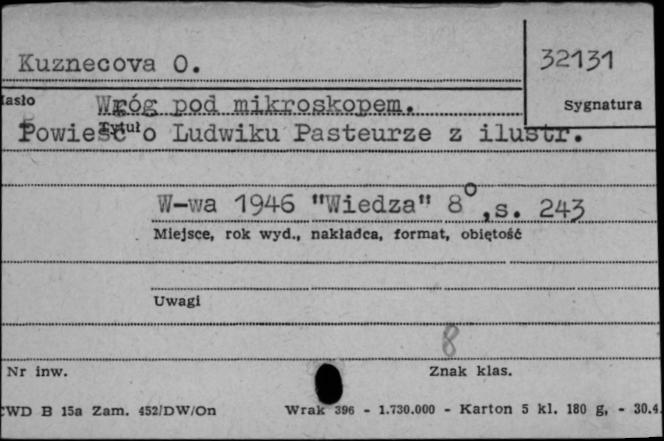 Kuznecova O.
32131
Hasło
Wróg pod mikroskopem.
Sygnatura
Tytuł
Powieść o Ludwiku Pasteurze z ilustr.
W-wa 1946 "Wiedza" 8°, s. 243
Miejsce, rok wyd., nakładca, format, objętość
Uwagi
8
Nr inw.
Znak klas.
CWD B 15a Zam. 452/DW/On Wrak 396 - 1.730.000 - Karton 5 kl. 180 g, - 30.4.